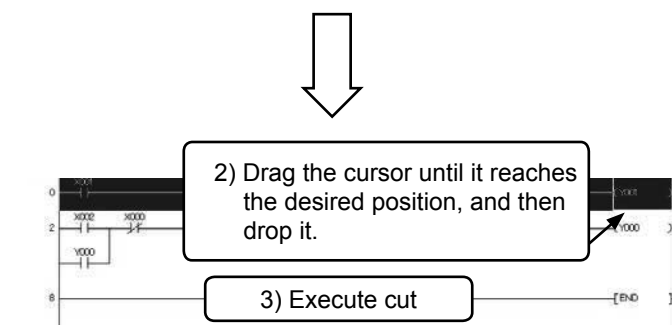 2) Drag the cursor until it reaches
the desired position, and then
drop it.
0 X001 Y001
2 X002 X000 Y000
Y000
3) Execute cut
8 END